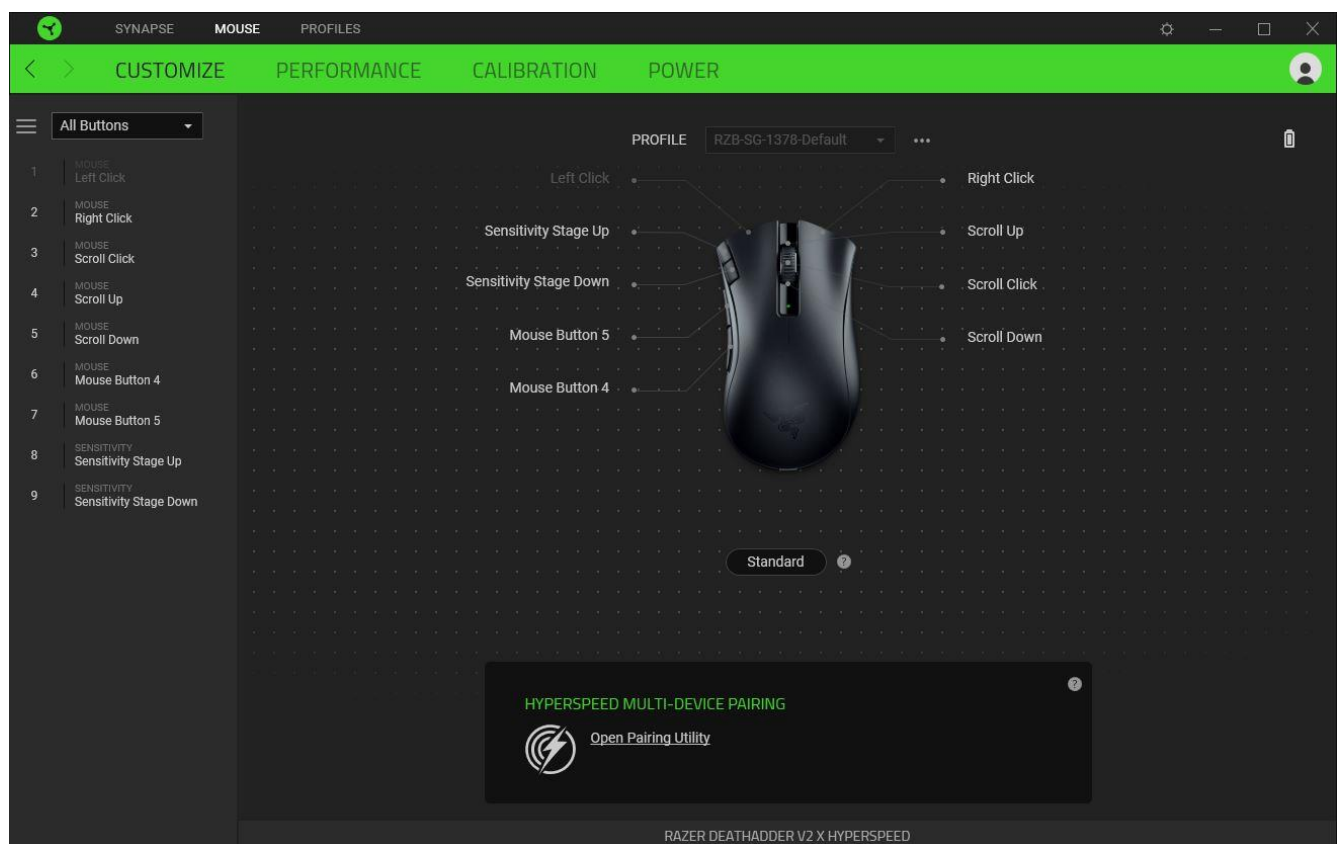 SYNAPSE MOUSE PROFILES
CUSTOMIZE PERFORMANCE CALIBRATION POWER
All Buttons
PROFILE RZB-SG-1378-Default
1 MOUSE
Left Click
2 MOUSE
Right Click
3 MOUSE
Scroll Click
4 MOUSE
Scroll Up
5 MOUSE
Scroll Down
6 MOUSE
Mouse Button 4
7 MOUSE
Mouse Button 5
8 SENSITIVITY
Sensitivity Stage Up
9 SENSITIVITY
Sensitivity Stage Down
Left Click
Sensitivity Stage Up
Sensitivity Stage Down
Mouse Button 5
Mouse Button 4
Right Click
Scroll Up
Scroll Click
Scroll Down
Standard ?
?
HYPERSPEED MULTI-DEVICE PAIRING
Open Pairing Utility
RAZER DEATHADDER V2 X HYPERSPEED